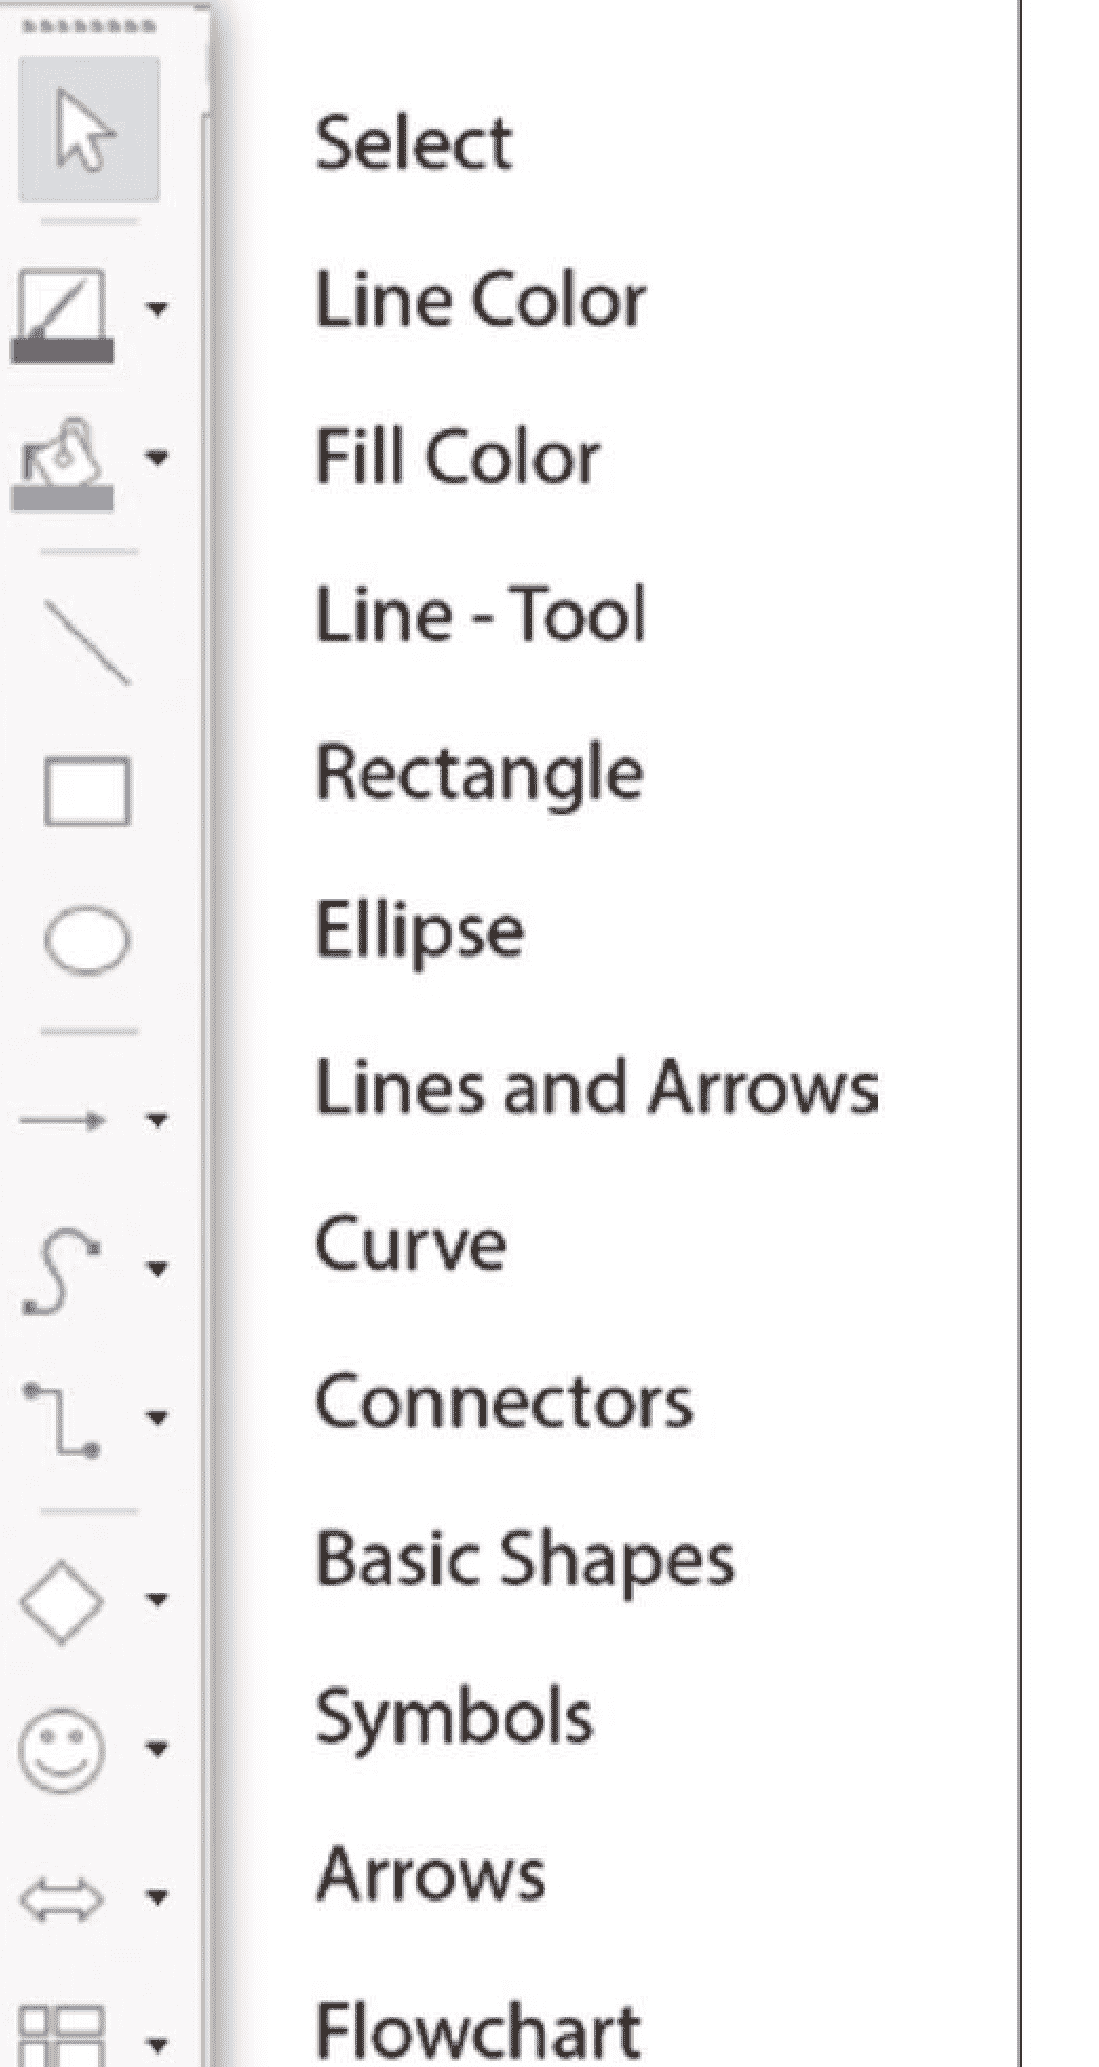 Select
Line Color
Fill Color
Line - Tool
Rectangle
Ellipse
Lines and Arrows
Curve
Connectors
Basic Shapes
Symbols
Arrows
Flowchart